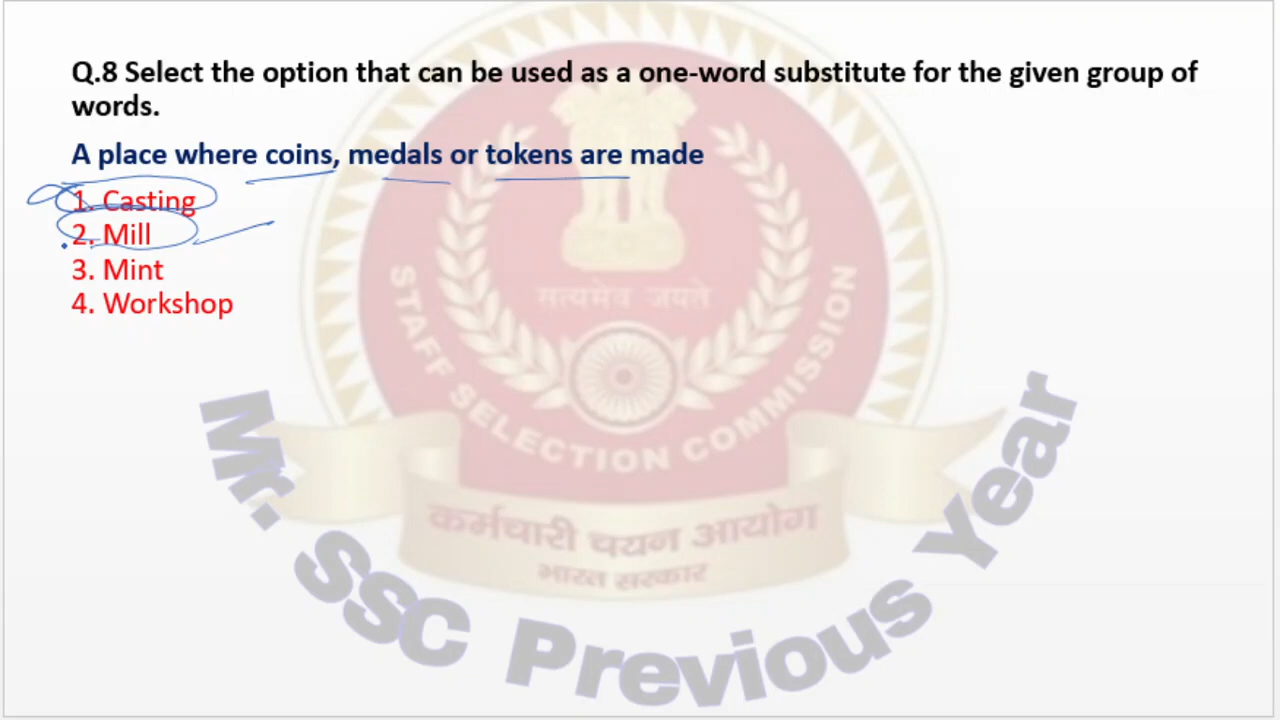 Q.8 Select the option that can be used as a one-word substitute for the given group of
words.
A place where coins, medals or tokens are made
1. Casting
2. Mill
3. Mint
4. Workshop
सत्यमेव जयते
STAFF SELECTION COMMISSION
कर्मचारी चयन आयोग
भारत सरकार
Mr. SSC Previous Year